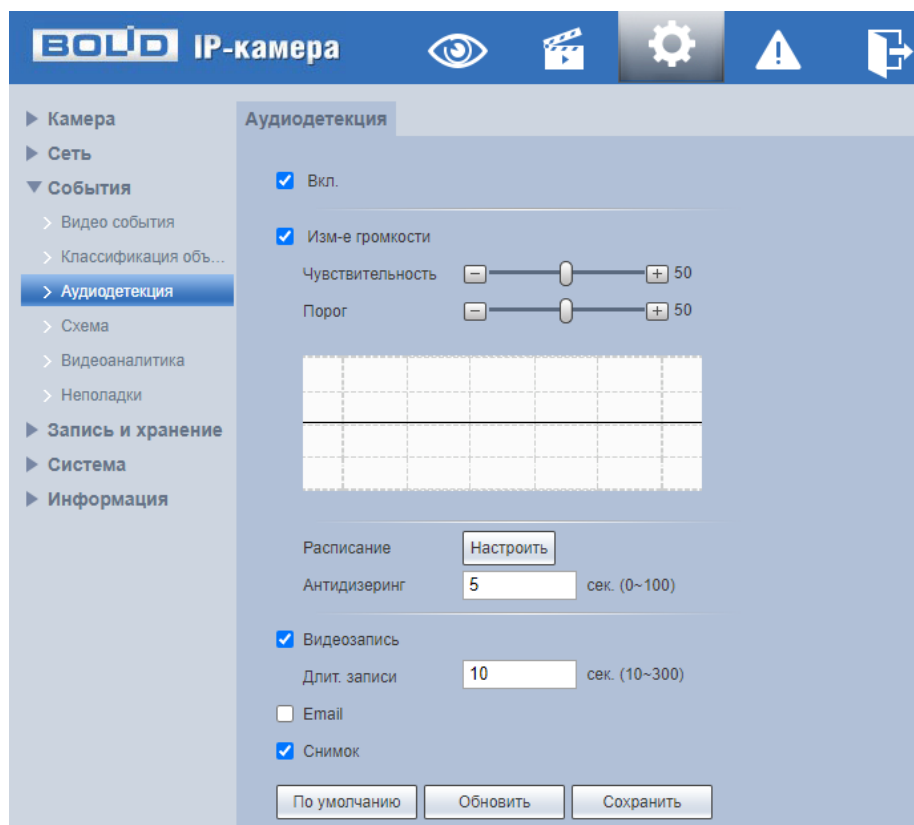 BOLID IP-камера
Камера
Сеть
События
Видео события
Классификация объ...
Аудиодетекция
Схема
Видеоаналитика
Неполадки
Запись и хранение
Система
Информация
Аудиодетекция
Вкл.
Изм-е громкости
Чувствительность 50
Порог 50
Расписание Настроить
Антидизеринг 5 сек. (0~100)
Видеозапись
Длит. записи 10 сек. (10~300)
Email
Снимок
По умолчанию Обновить Сохранить